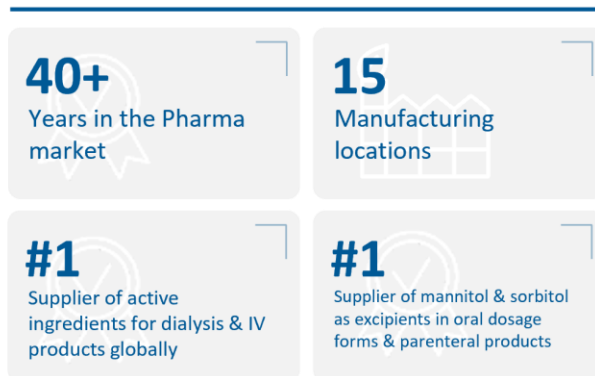 40+
Years in the Pharma
market
15
Manufacturing
locations
#1
Supplier of active
ingredients for dialysis & IV
products globally
#1
Supplier of mannitol & sorbitol
as excipients in oral dosage
forms & parenteral products